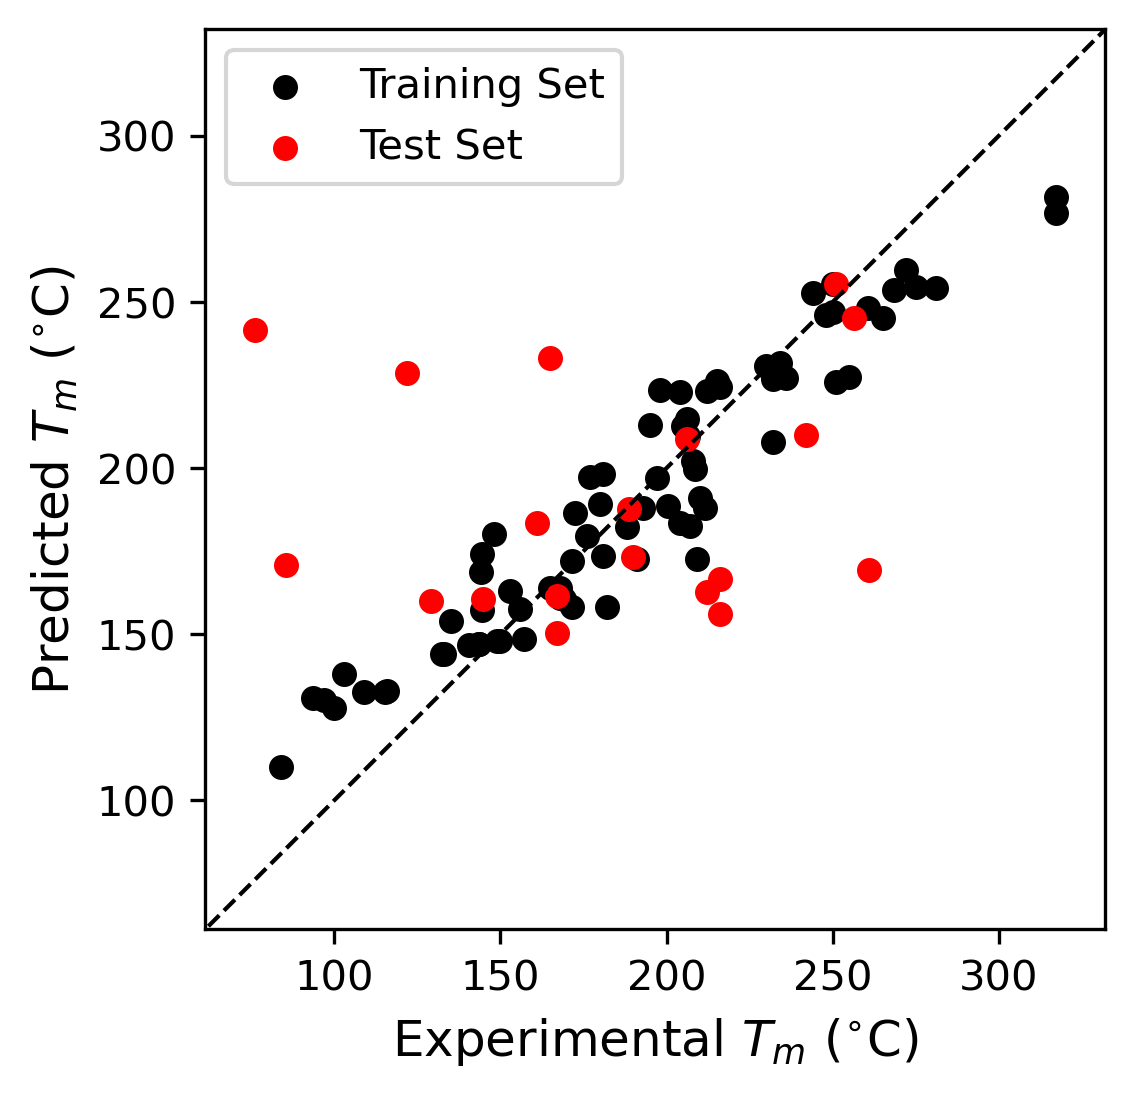 Training Set
Test Set
300
250
200
150
100
Predicted $T_m$ (°C)
100 150 200 250 300
Experimental $T_m$ (°C)